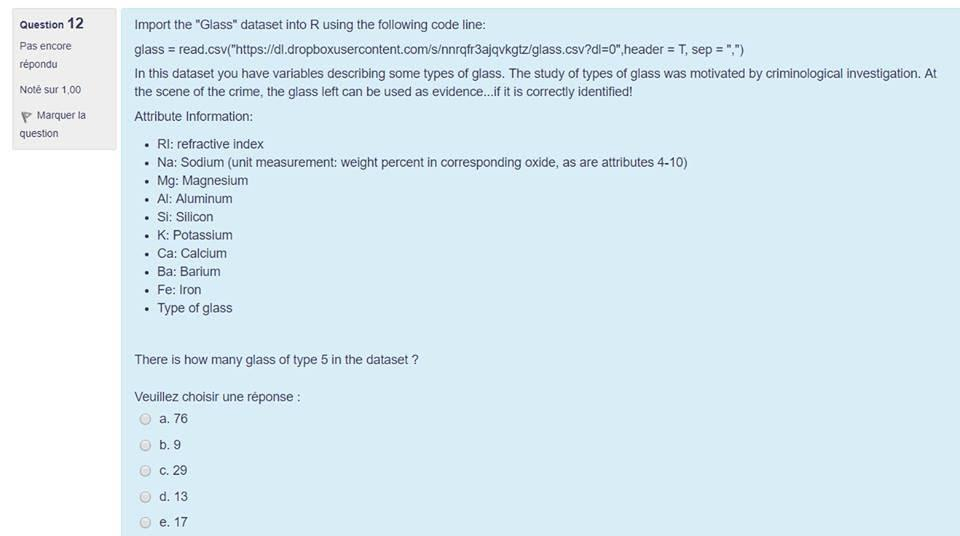 Question 12
Pas encore
répondu
Noté sur 1,00
Marquer la
question
Import the "Glass" dataset into R using the following code line:
glass = read.csv("https://dl.dropboxusercontent.com/s/nnrqfr3ajqvkgtz/glass.csv?dl=0",header = T, sep = ",")
In this dataset you have variables describing some types of glass. The study of types of glass was motivated by criminological investigation. At
the scene of the crime, the glass left can be used as evidence...if it is correctly identified!
Attribute Information:
• RI: refractive index
• Na: Sodium (unit measurement: weight percent in corresponding oxide, as are attributes 4-10)
• Mg: Magnesium
• Al: Aluminum
• Si: Silicon
• K: Potassium
• Ca: Calcium
• Ba: Barium
• Fe: Iron
• Type of glass
There is how many glass of type 5 in the dataset ?
Veuillez choisir une réponse :
a. 76
b. 9
c. 29
d. 13
e. 17